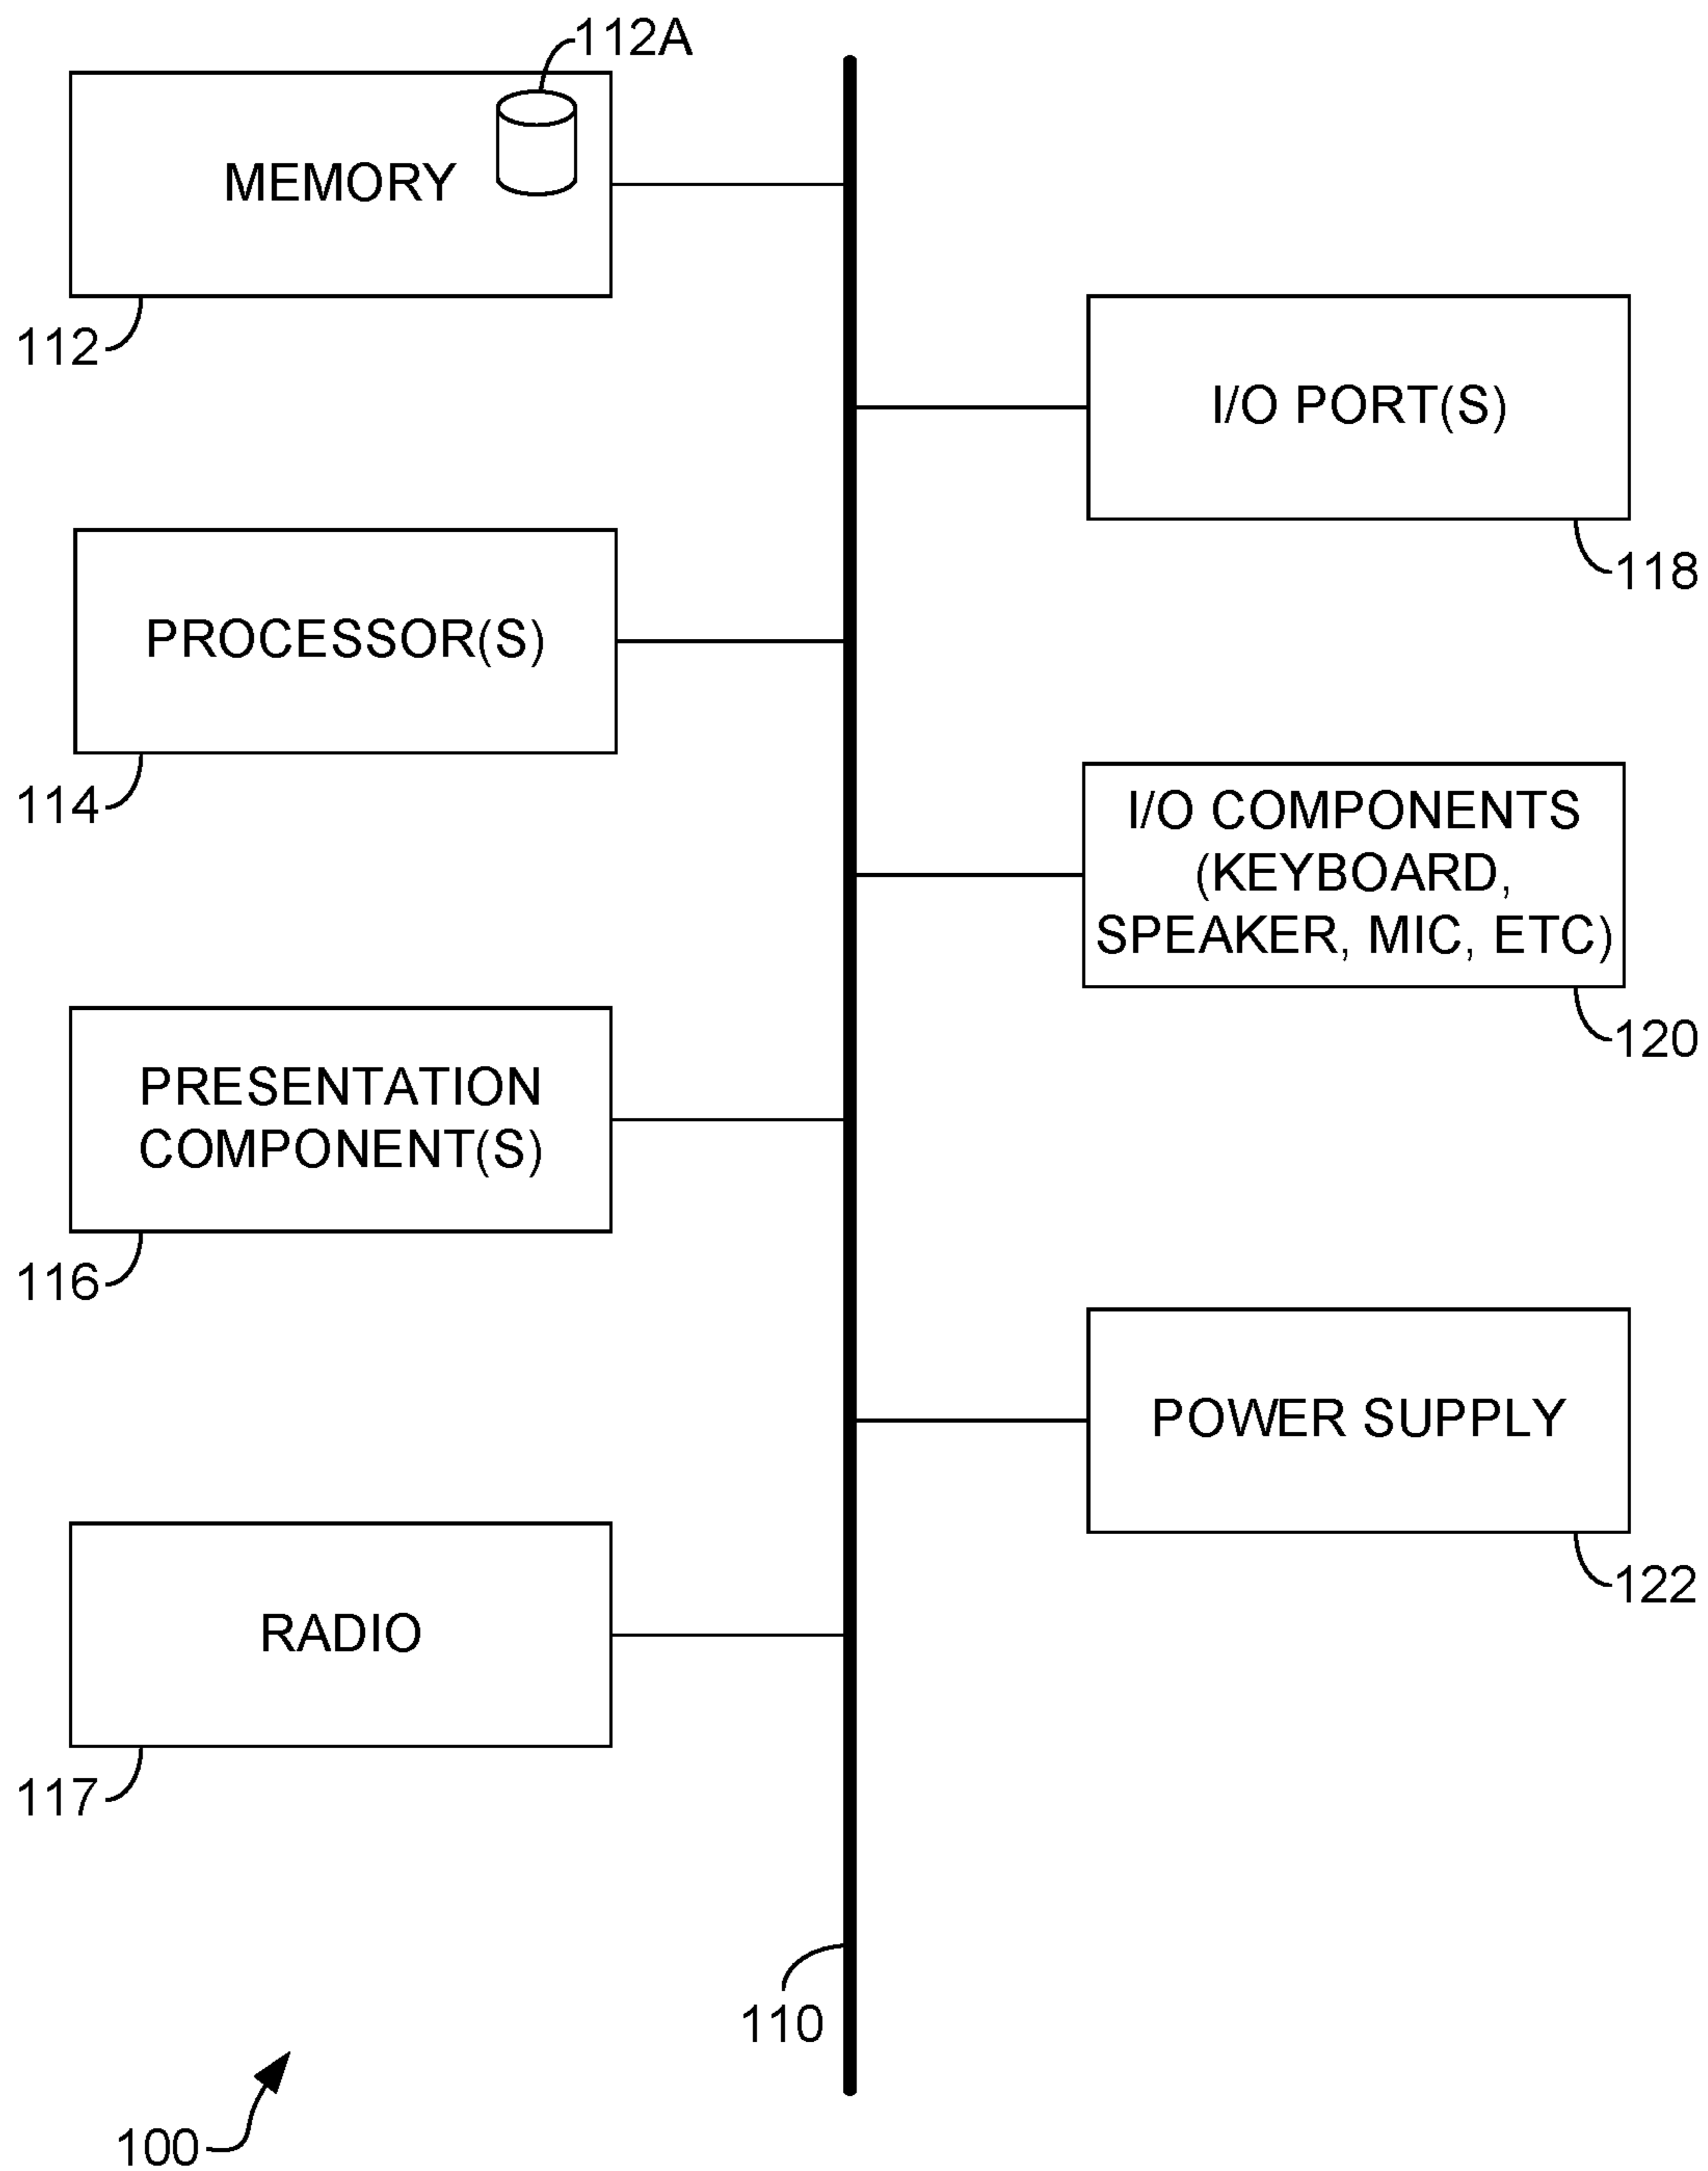 112A
MEMORY
112
I/O PORT(S)
118
PROCESSOR(S)
114
I/O COMPONENTS
(KEYBOARD,
SPEAKER, MIC, ETC)
120
PRESENTATION
COMPONENT(S)
116
POWER SUPPLY
122
RADIO
117
110
100